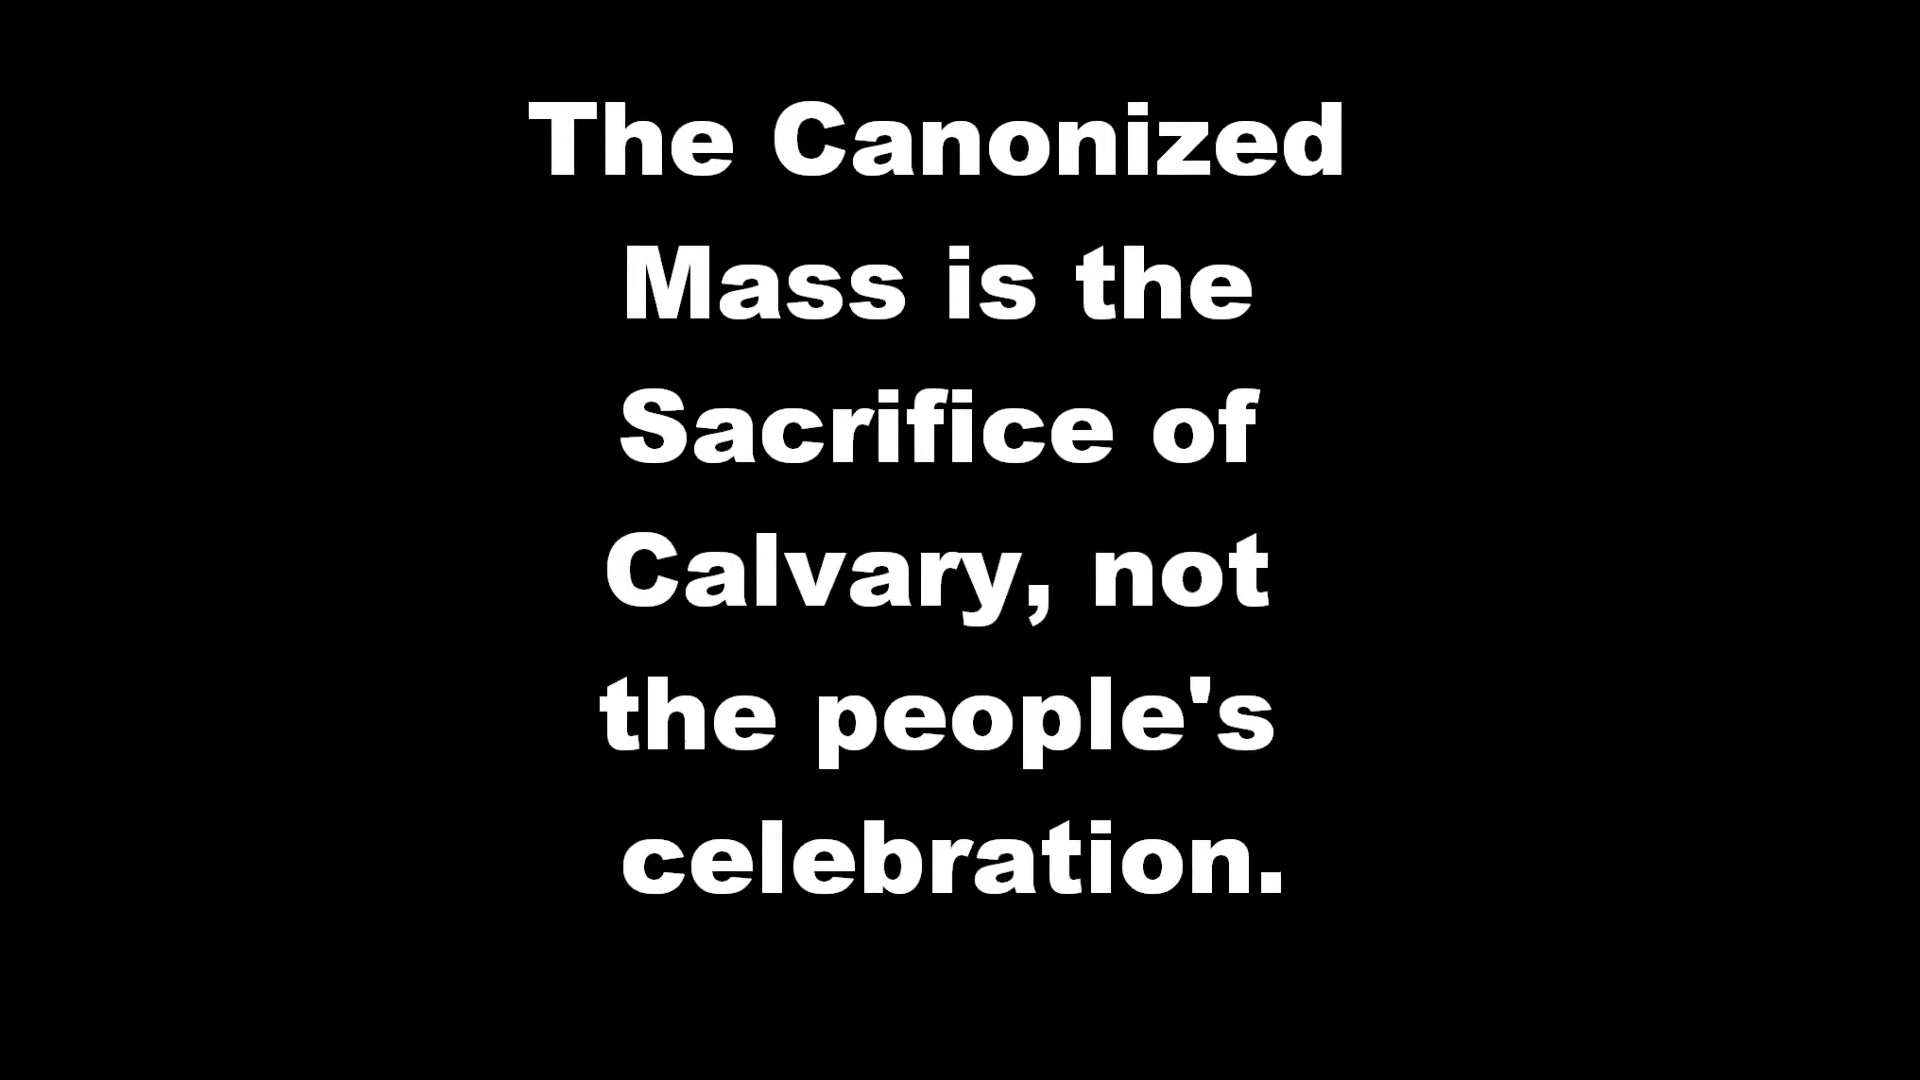 The Canonized
Mass is the
Sacrifice of
Calvary, not
the people's
celebration.